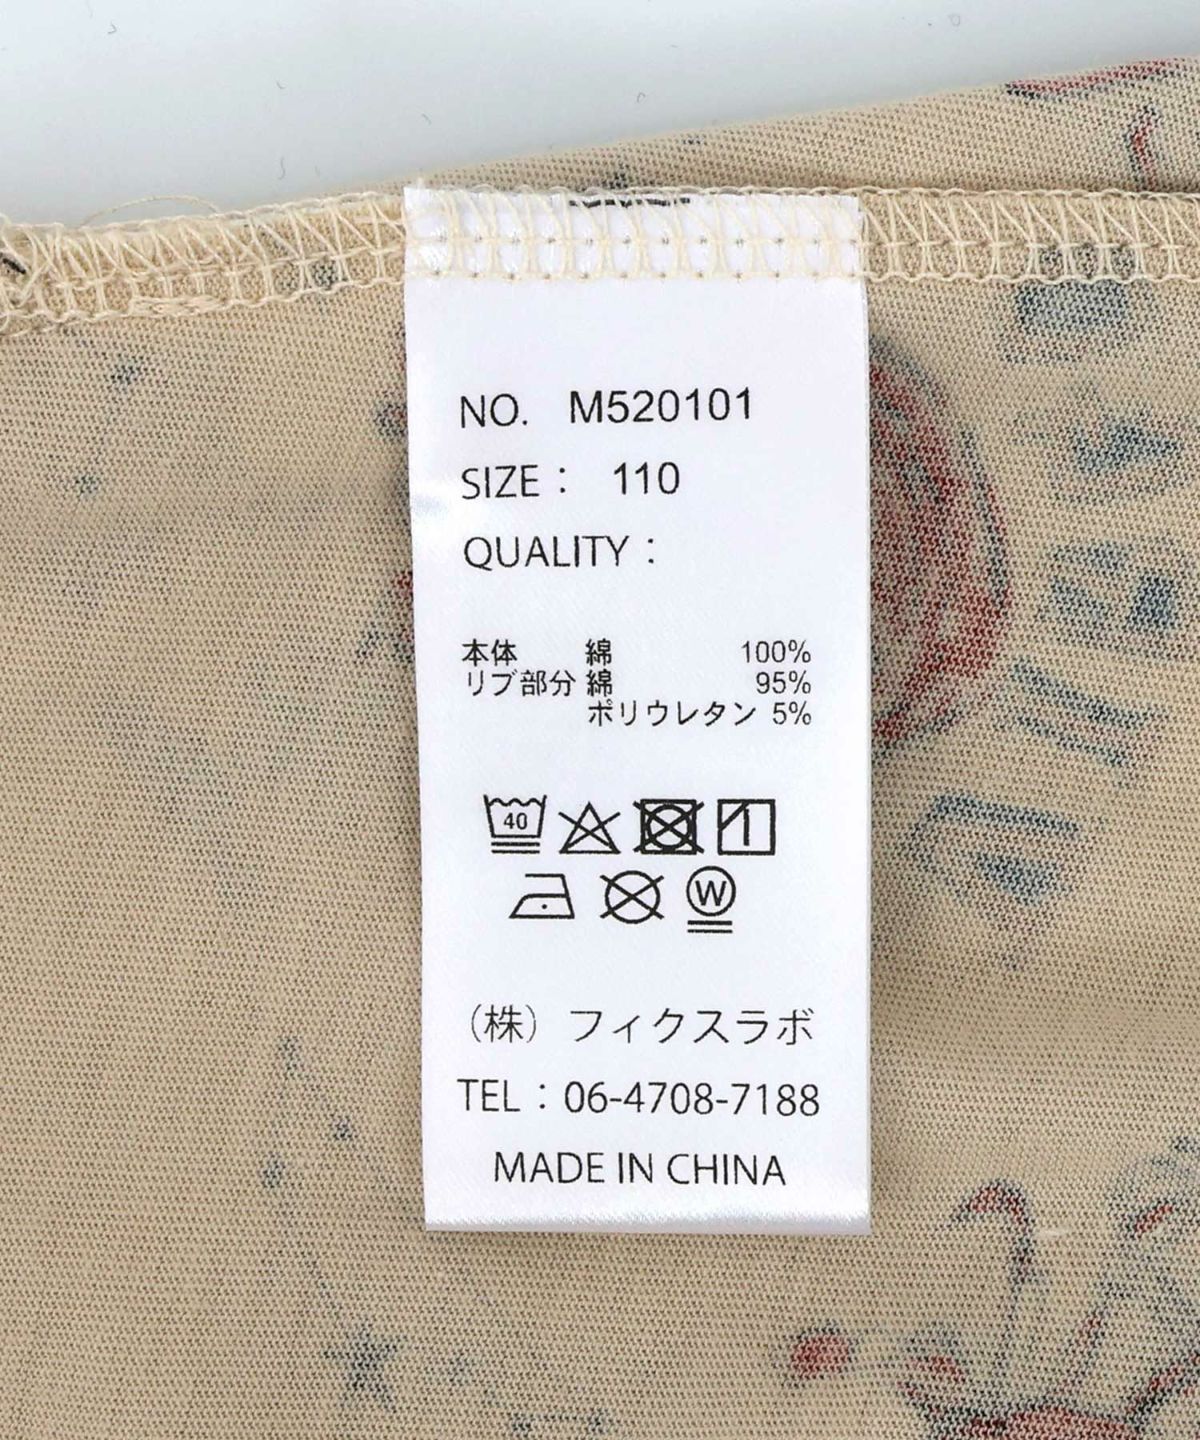 NO. M520101
SIZE： 110
QUALITY：
本体 綿 100%
リブ部分 綿 95%
ポリウレタン 5%
40
W
（株）フィクスラボ
TEL：06-4708-7188
MADE IN CHINA